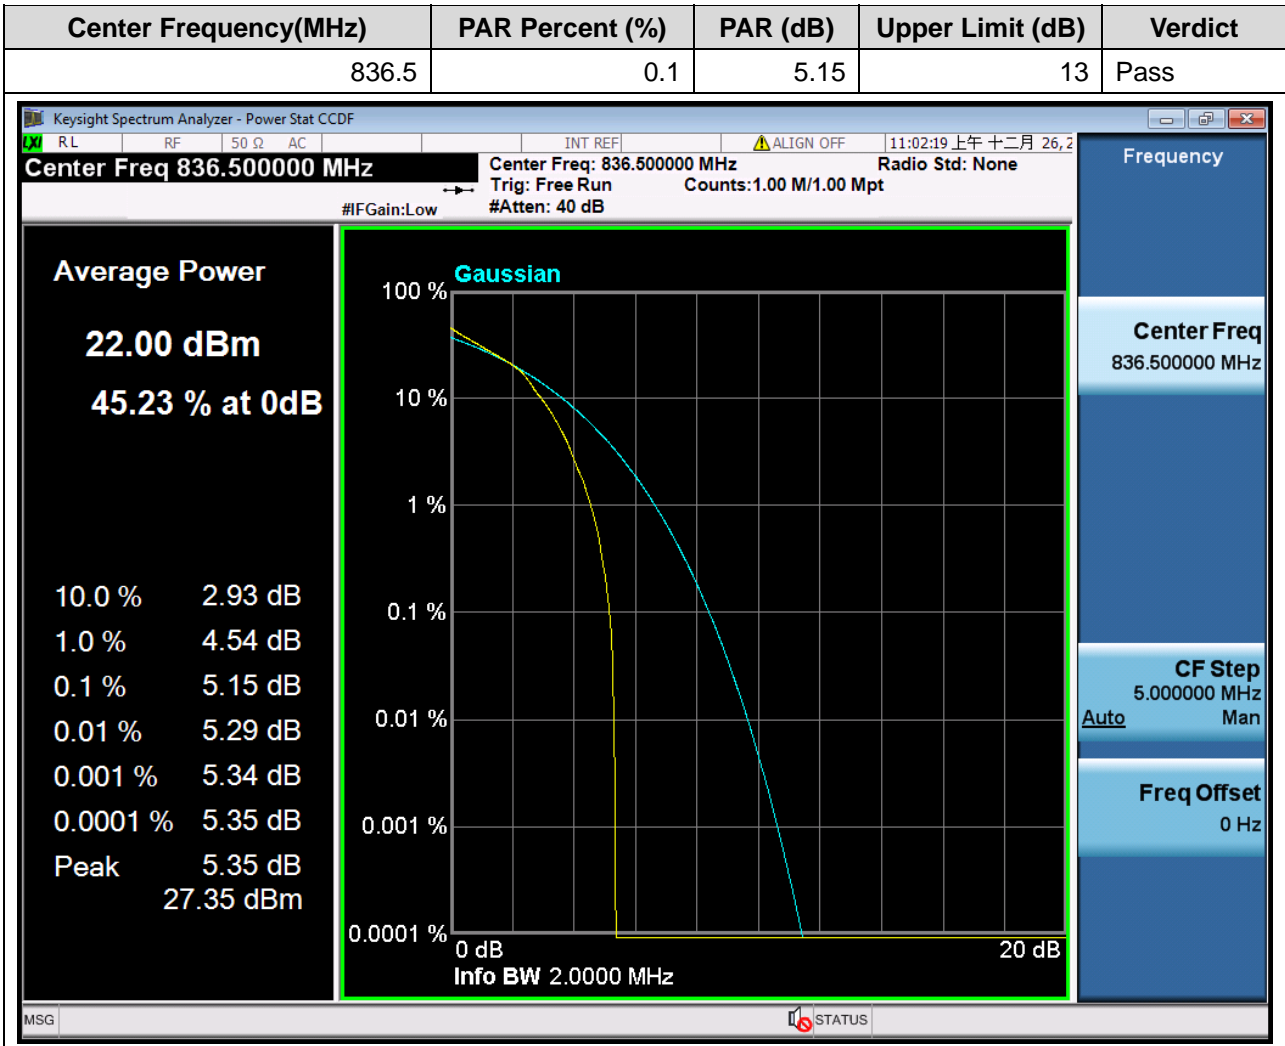 Center Frequency(MHz) PAR Percent (%) PAR (dB) Upper Limit (dB) Verdict
836.5 0.1 5.15 13 Pass
Keysight Spectrum Analyzer - Power Stat CCDF
LXI RL RF 50 Ω AC INT REF ALIGN OFF 11:02:19 上午 十二月 26, 2
Center Freq 836.500000 MHz
Center Freq: 836.500000 MHz Radio Std: None
Trig: Free Run Counts:1.00 M/1.00 Mpt
#IFGain:Low #Atten: 40 dB
Average Power
22.00 dBm
45.23 % at 0dB
10.0 % 2.93 dB
1.0 % 4.54 dB
0.1 % 5.15 dB
0.01 % 5.29 dB
0.001 % 5.34 dB
0.0001 % 5.35 dB
Peak 5.35 dB
27.35 dBm
Gaussian
100 %
10 %
1 %
0.1 %
0.01 %
0.001 %
0.0001 %
0 dB 20 dB
Info BW 2.0000 MHz
Frequency
Center Freq
836.500000 MHz
CF Step
5.000000 MHz
Auto Man
Freq Offset
0 Hz
MSG STATUS